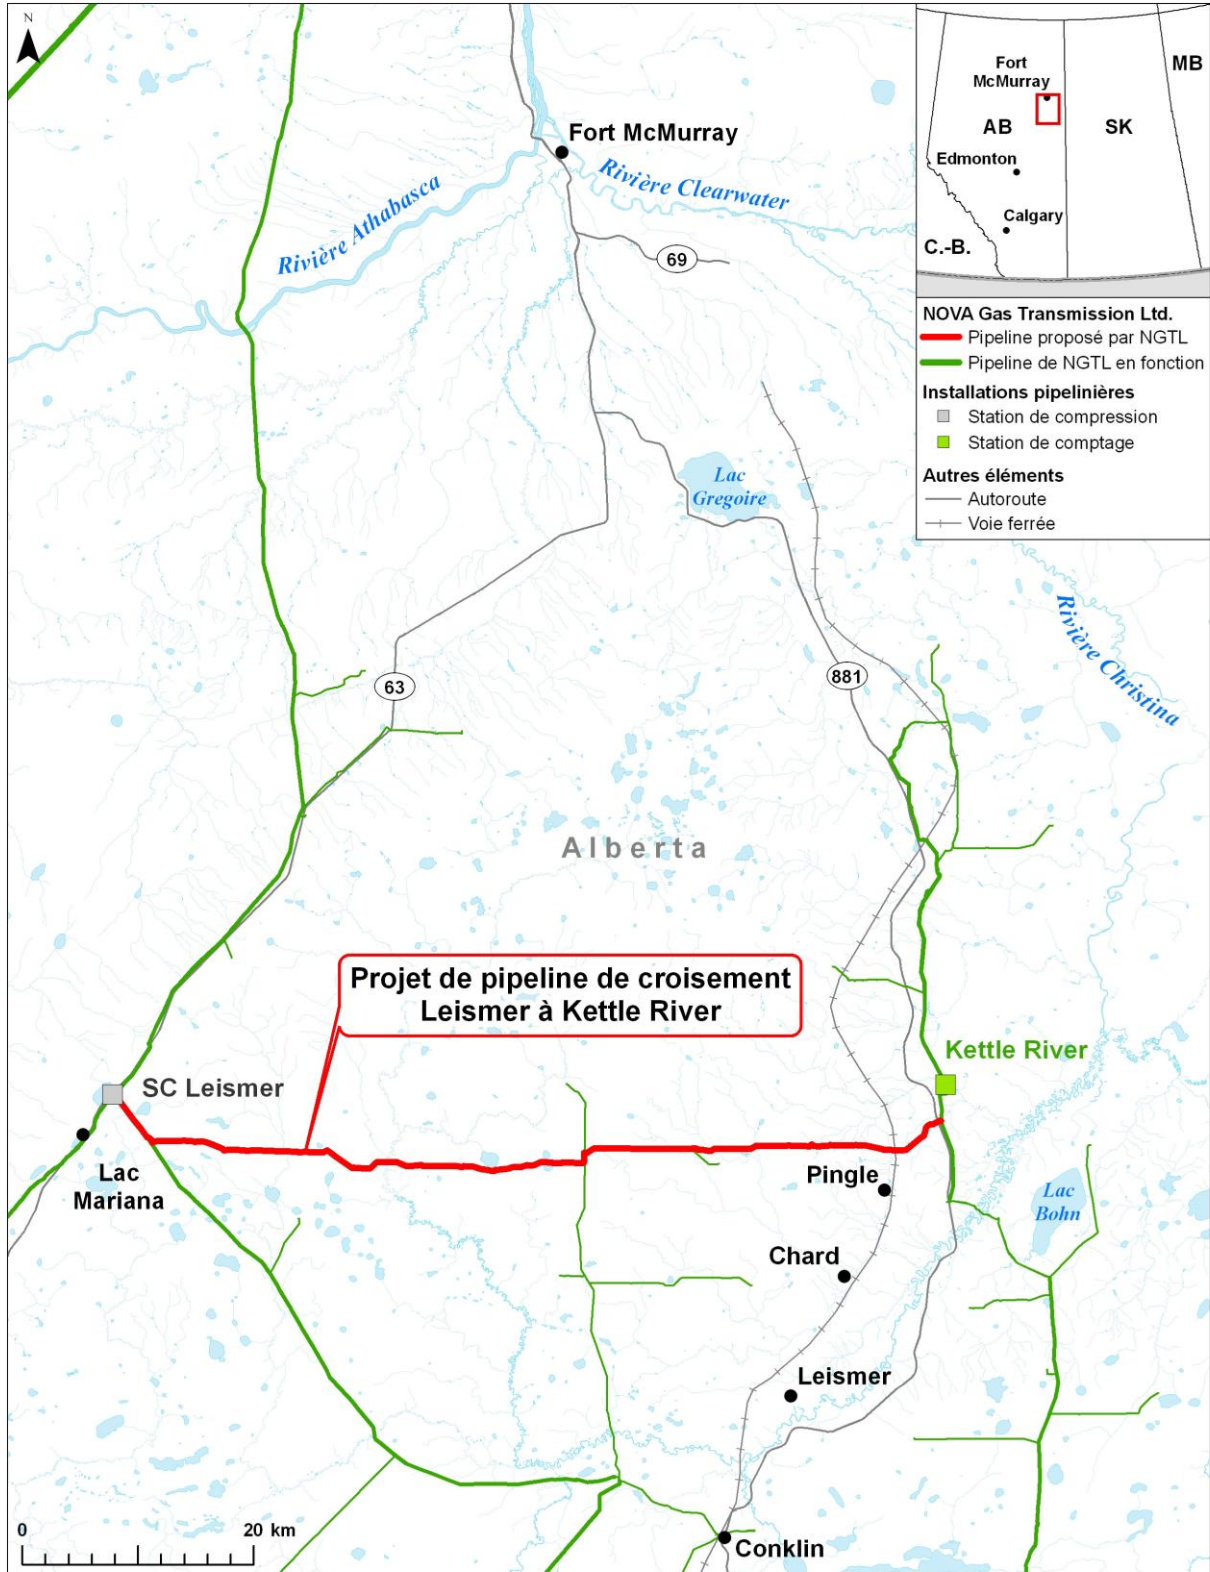 N
Fort McMurray
Rivière Clearwater
Rivière Athabasca
69
Fort
McMurray
MB
AB
SK
Edmonton
Calgary
C.-B.
NOVA Gas Transmission Ltd.
Pipeline proposé par NGTL
Pipeline de NGTL en fonction
Installations pipelinières
Station de compression
Station de comptage
Autres éléments
Autoroute
Voie ferrée
Lac
Gregoire
Rivière Christina
63
881
Alberta
Projet de pipeline de croisement
Leismer à Kettle River
Kettle River
SC Leismer
Lac
Mariana
Pingle
Lac
Bohn
Chard
Leismer
0
20 km
Conklin